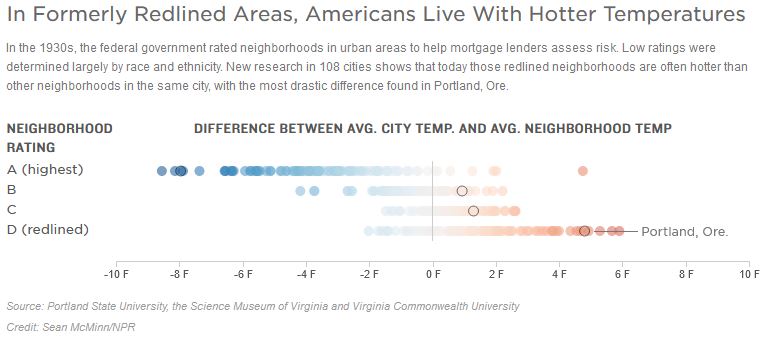 In Formerly Redlined Areas, Americans Live With Hotter Temperatures
In the 1930s, the federal government rated neighborhoods in urban areas to help mortgage lenders assess risk. Low ratings were
determined largely by race and ethnicity. New research in 108 cities shows that today those redlined neighborhoods are often hotter than
other neighborhoods in the same city, with the most drastic difference found in Portland, Ore.
NEIGHBORHOOD
RATING
DIFFERENCE BETWEEN AVG. CITY TEMP. AND AVG. NEIGHBORHOOD TEMP
A (highest)
B
C
D (redlined)
Portland, Ore.
-10 F -8 F -6 F -4 F -2 F 0 F 2 F 4 F 6 F 8 F 10 F
Source: Portland State University, the Science Museum of Virginia and Virginia Commonwealth University
Credit: Sean McMinn/NPR